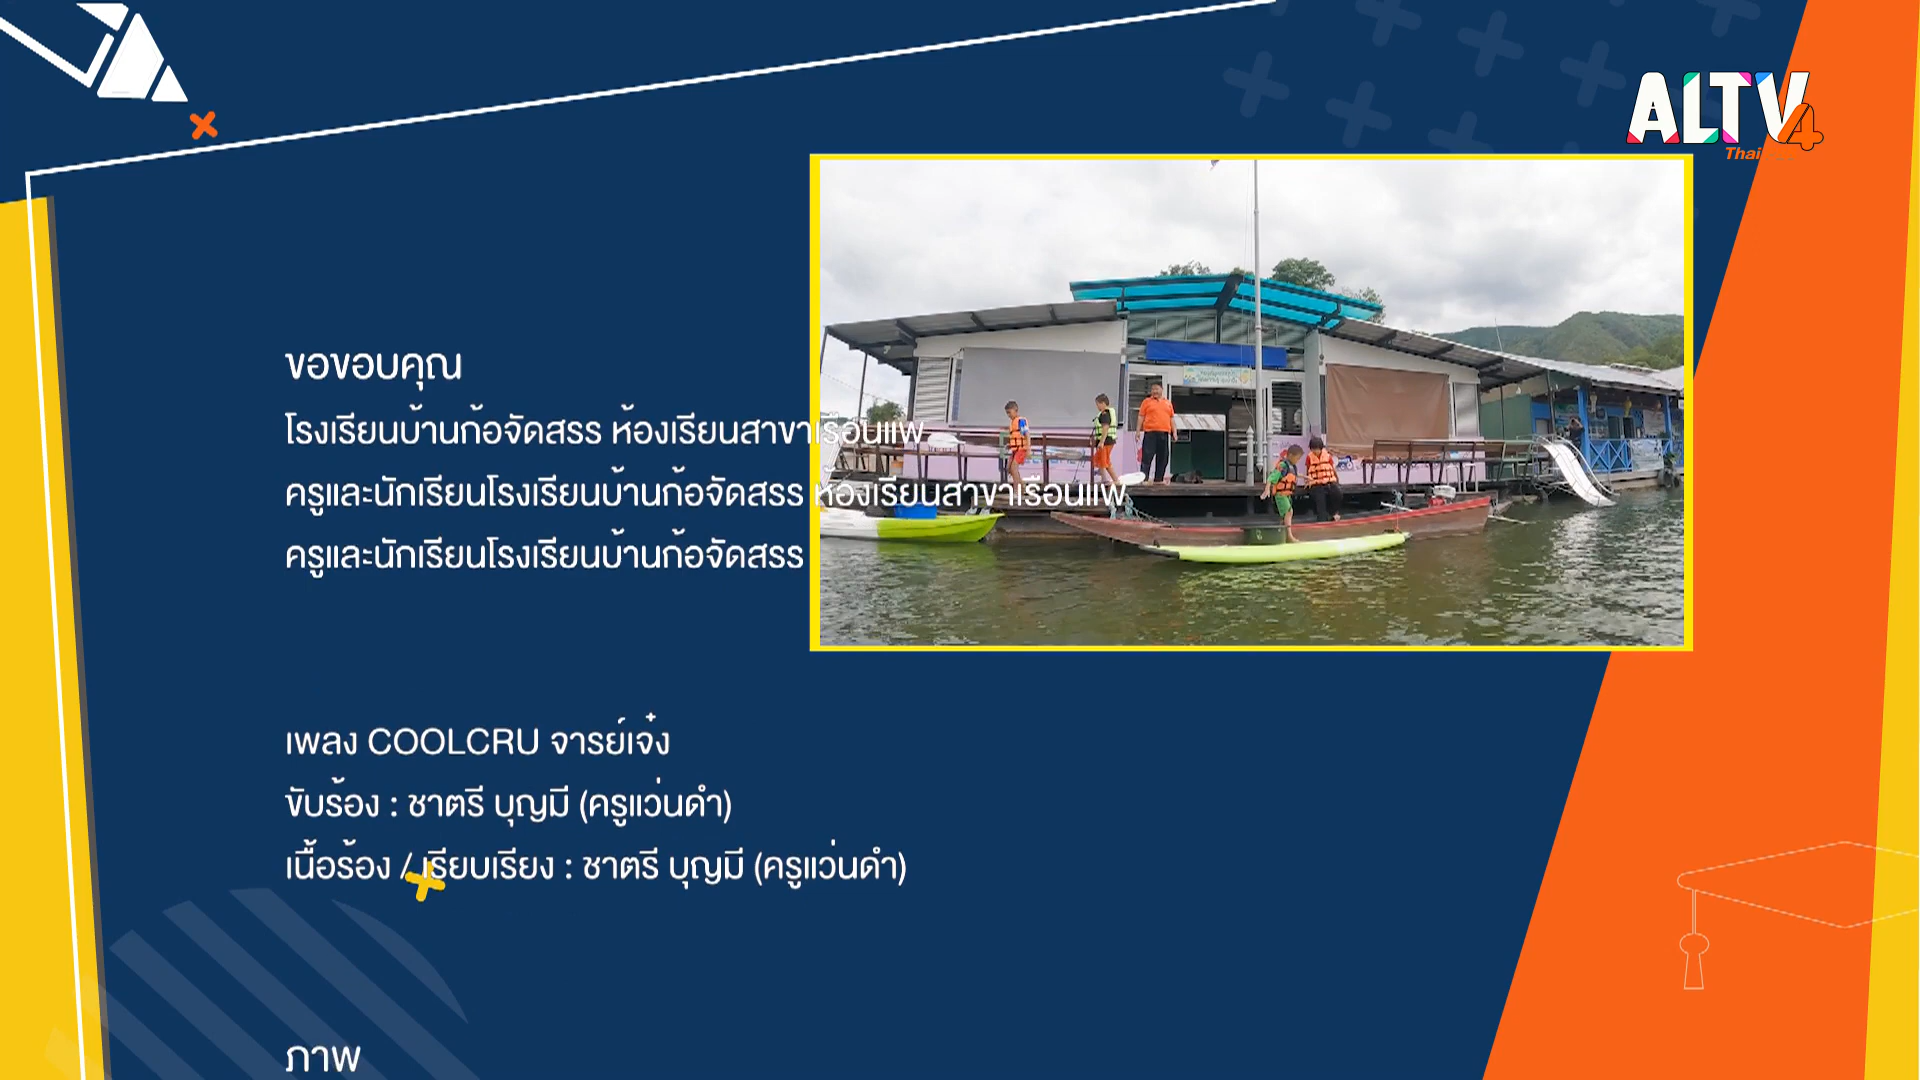 ALTV4
Thai
ขอขอบคุณ
โรงเรียนบ้านก้อจัดสรร ห้องเรียนสาขาเรือนแพ
ครูและนักเรียนโรงเรียนบ้านก้อจัดสรร ห้องเรียนสาขาเรือนแพ
ครูและนักเรียนโรงเรียนบ้านก้อจัดสรร
เพลง COOLCRU จารย์เจ๋ง
ขับร้อง : ชาตรี บุญมี (ครูแว่นดำ)
เนื้อร้อง / เรียบเรียง : ชาตรี บุญมี (ครูแว่นดำ)
ภาพ